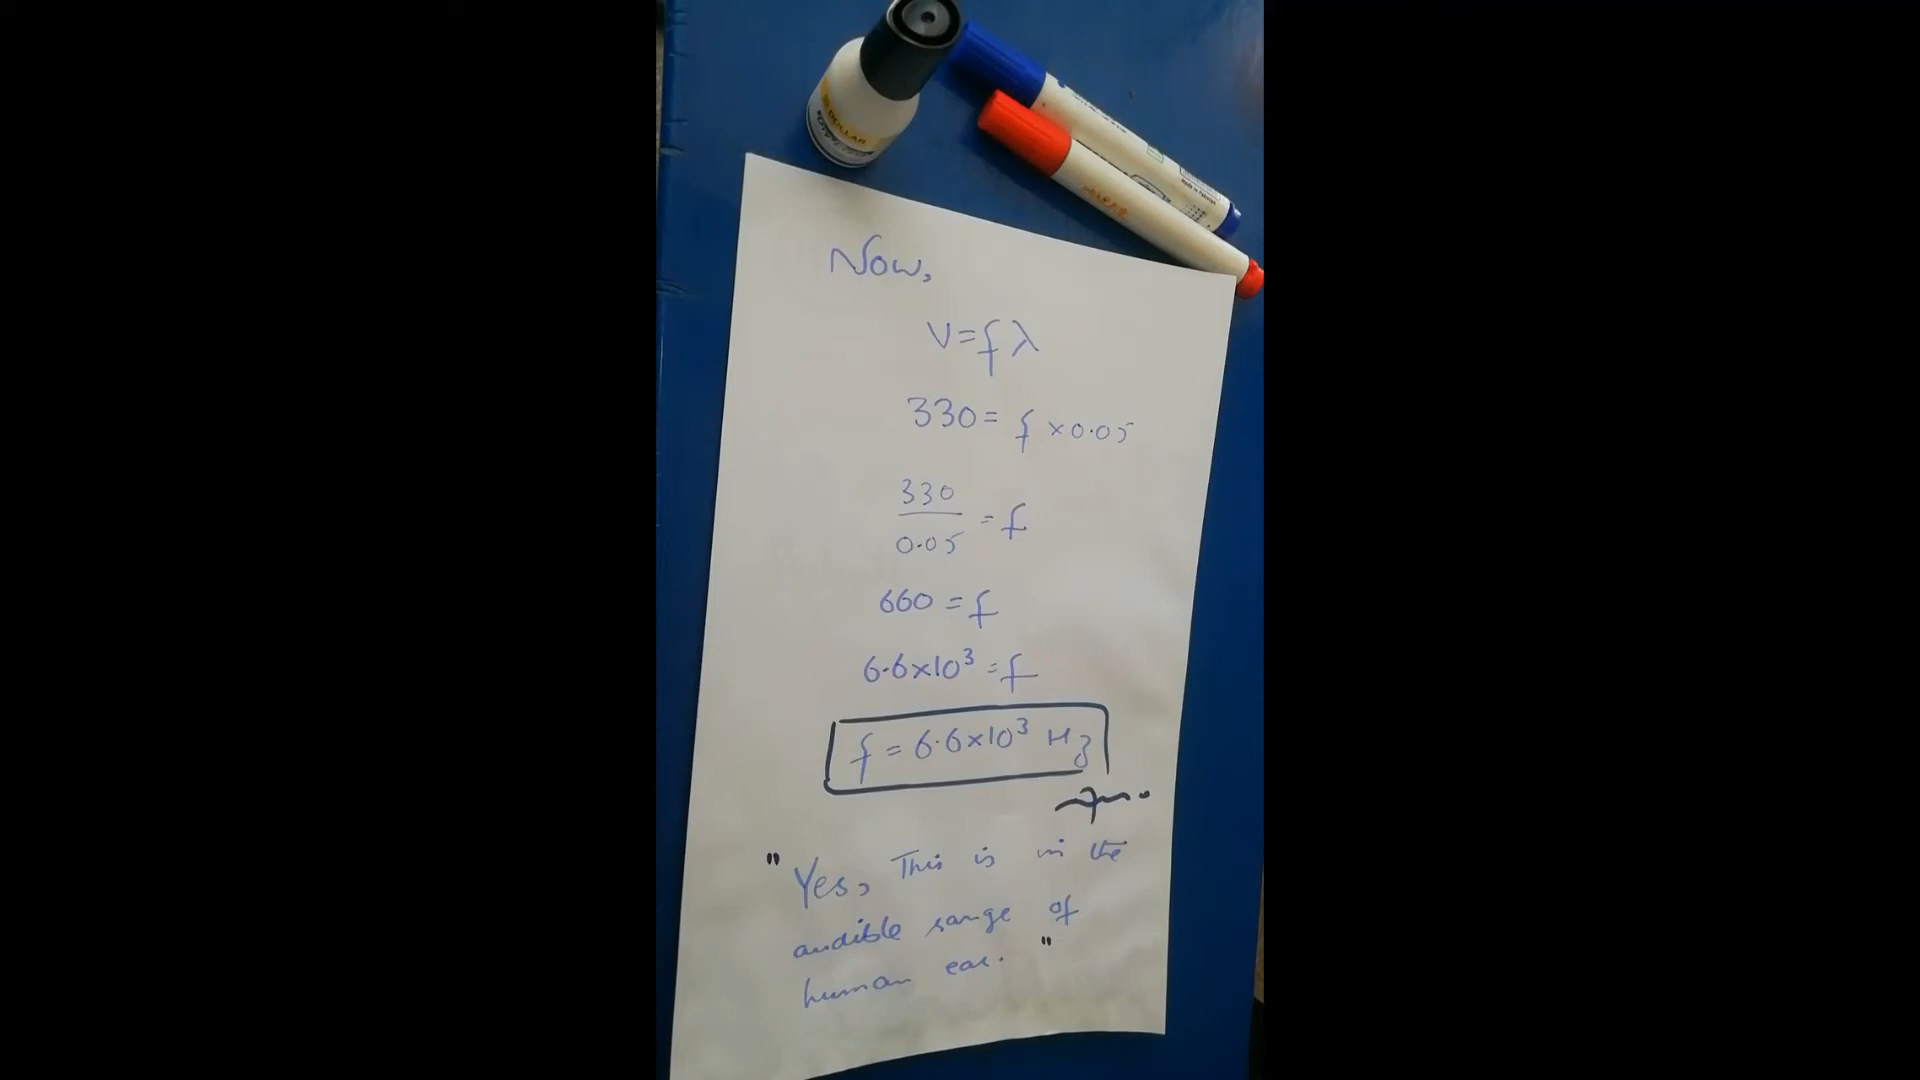 DOLLAR
Now,
V=fλ
330= f ×0.05
330
0.05
=f
660 =f
6.6×10³ =f
f = 6.6×10³ Hz
"Yes, This is in the
audible range of
human ear."